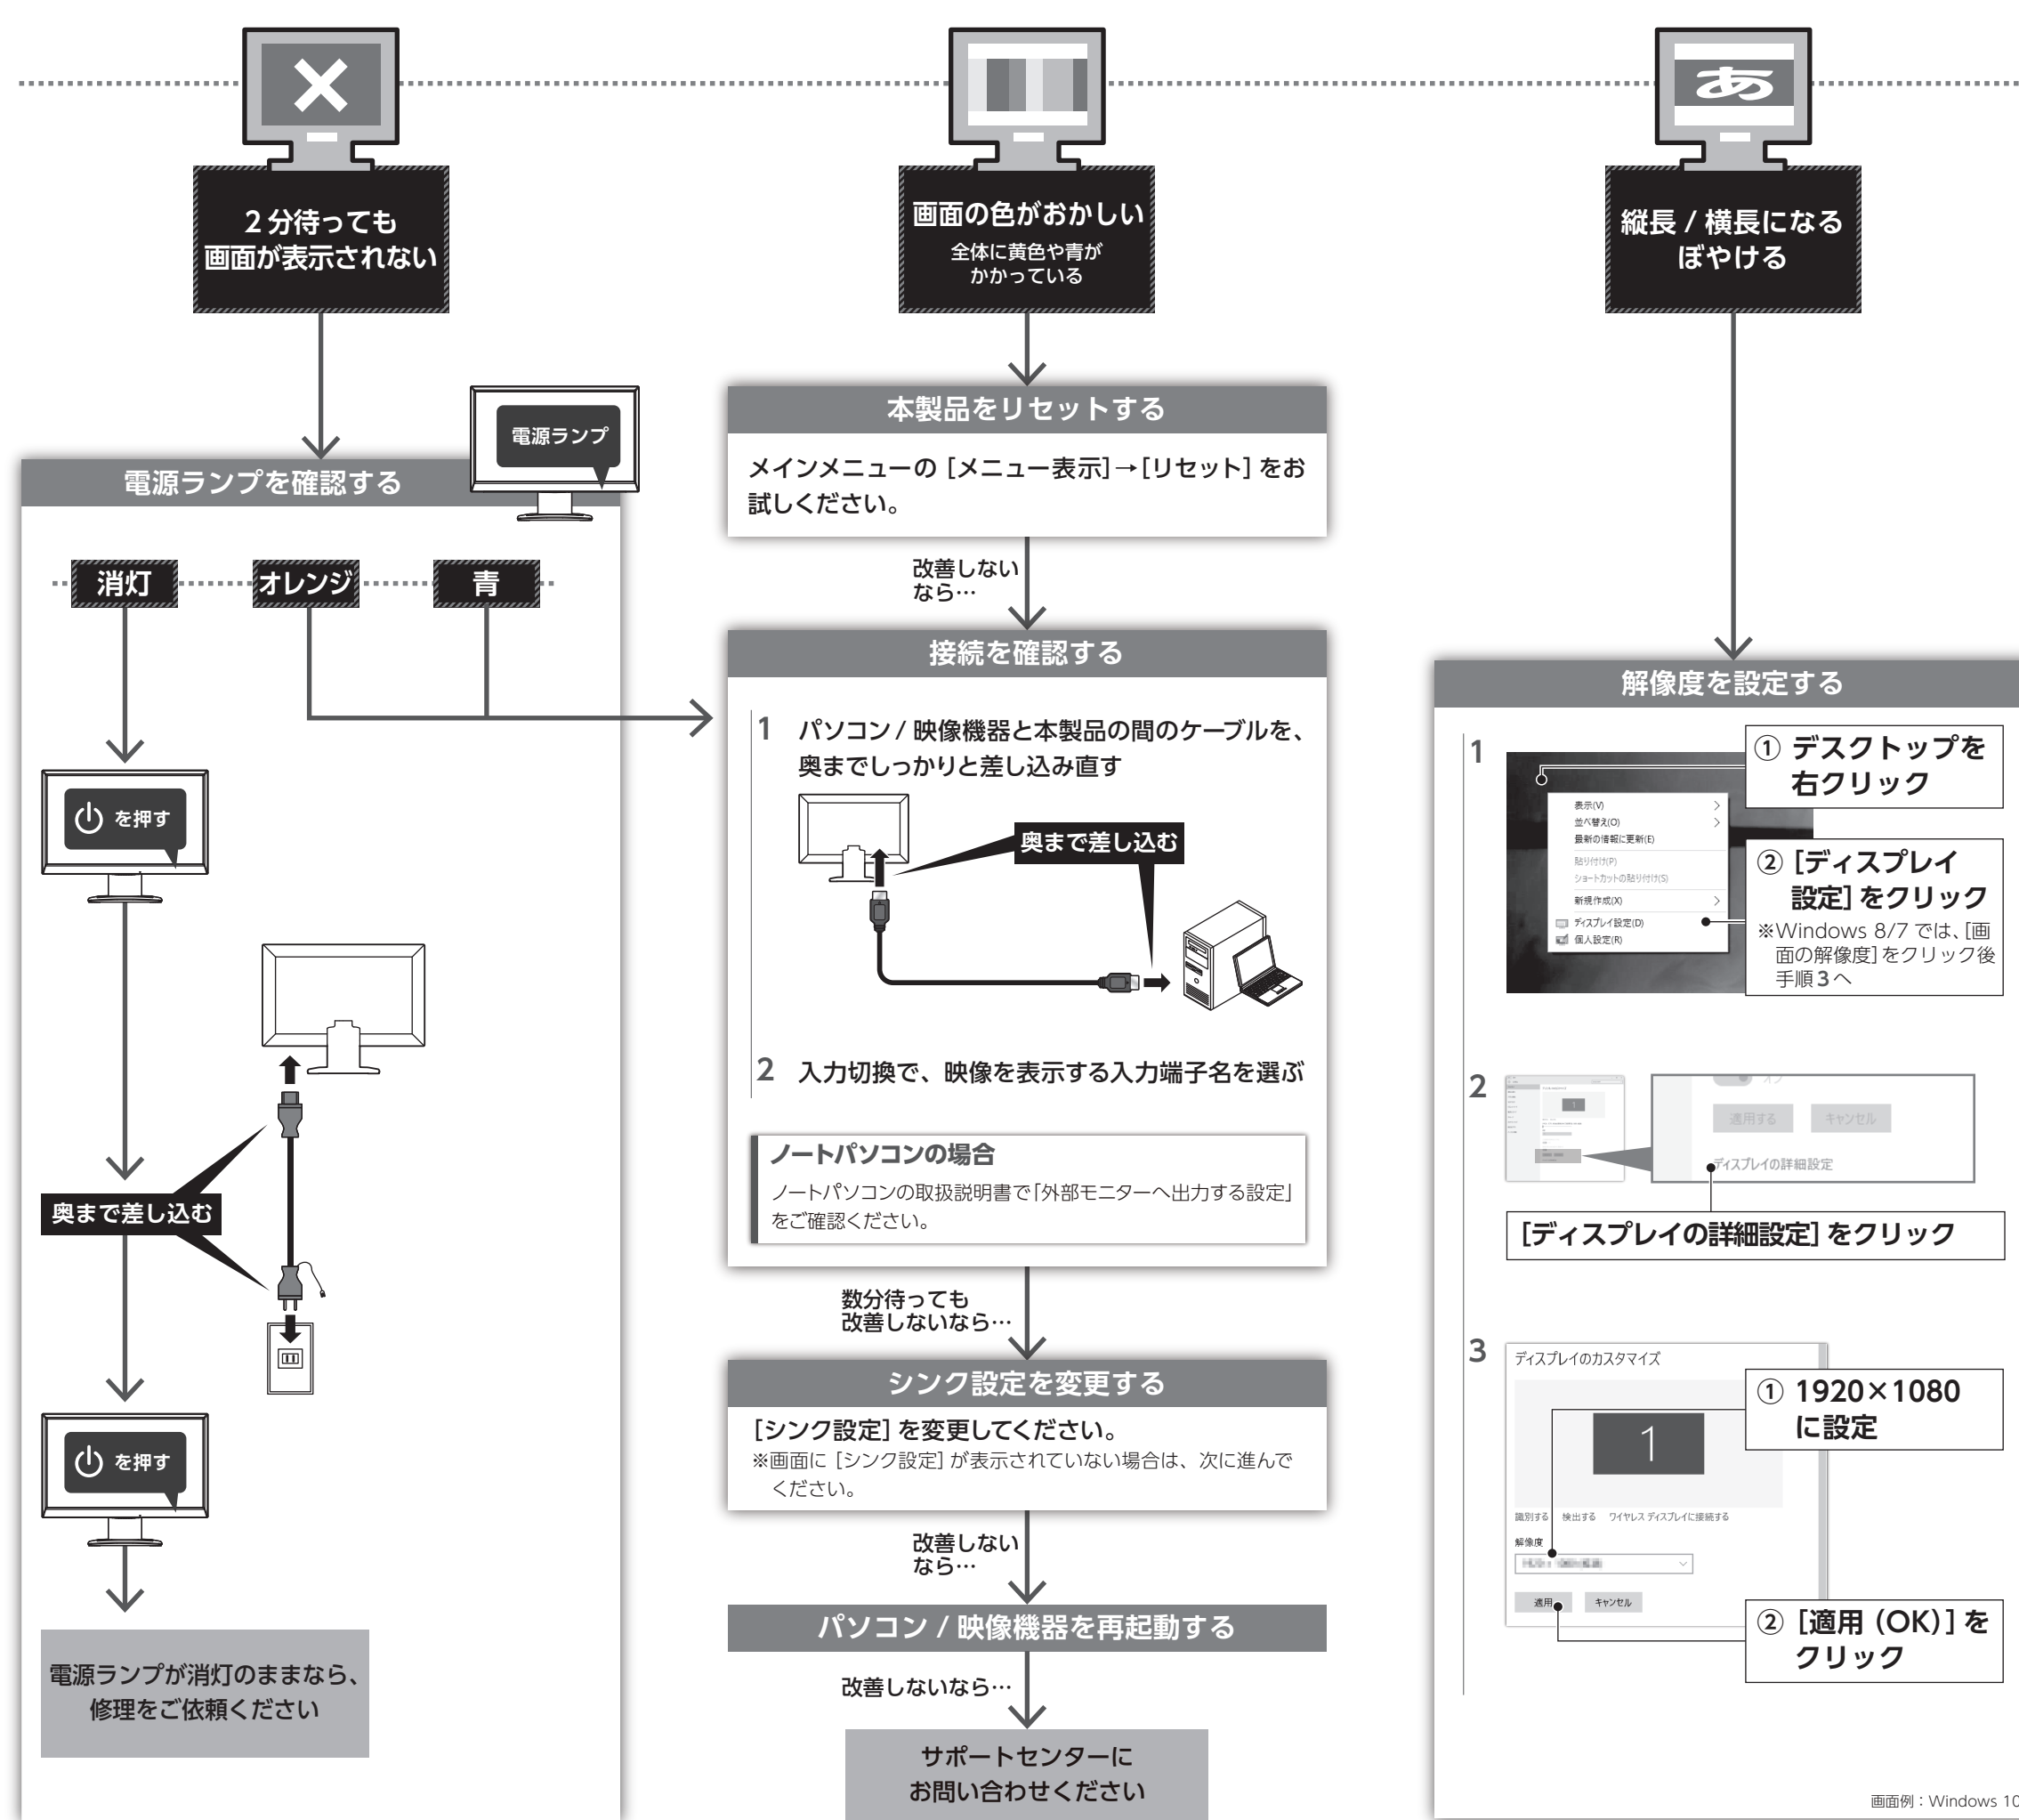 あ
2分待っても
画面が表示されない
電源ランプ
電源ランプを確認する
消灯
オレンジ
青
を押す
奥まで差し込む
を押す
電源ランプが消灯のままなら、
修理をご依頼ください
画面の色がおかしい
全体に黄色や青が
かかっている
本製品をリセットする
メインメニューの［メニュー表示］→［リセット］をお
試しください。
改善しない
なら…
接続を確認する
1 パソコン / 映像機器と本製品の間のケーブルを、
奥までしっかりと差し込み直す
奥まで差し込む
2 入力切換で、映像を表示する入力端子名を選ぶ
ノートパソコンの場合
ノートパソコンの取扱説明書で「外部モニターへ出力する設定」
をご確認ください。
数分待っても
改善しないなら…
シンク設定を変更する
［シンク設定］を変更してください。
※画面に［シンク設定］が表示されていない場合は、次に進んで
ください。
改善しない
なら…
パソコン / 映像機器を再起動する
改善しないなら…
サポートセンターに
お問い合わせください
縦長 / 横長になる
ぼやける
解像度を設定する
1
① デスクトップを
右クリック
表示(V)
並べ替え(O)
最新の情報に更新(E)
貼り付け(P)
ショートカットの貼り付け(S)
新規作成(X)
ディスプレイ設定(D)
個人設定(R)
②［ディスプレイ
設定］をクリック
※Windows 8/7 では、［画
面の解像度］をクリック後
手順3へ
2
1
オフ
適用する
キャンセル
ディスプレイの詳細設定
［ディスプレイの詳細設定］をクリック
3
ディスプレイのカスタマイズ
1
① 1920×1080
に設定
識別する 検出する ワイヤレス ディスプレイに接続する
解像度
適用
キャンセル
②［適用（OK）］を
クリック
画面例：Windows 10